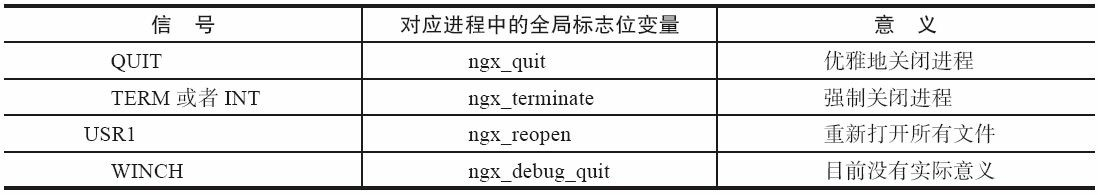 信 号 对应进程中的全局标志位变量 意 义
QUIT ngx_quit 优雅地关闭进程
TERM 或者 INT ngx_terminate 强制关闭进程
USR1 ngx_reopen 重新打开所有文件
WINCH ngx_debug_quit 目前没有实际意义